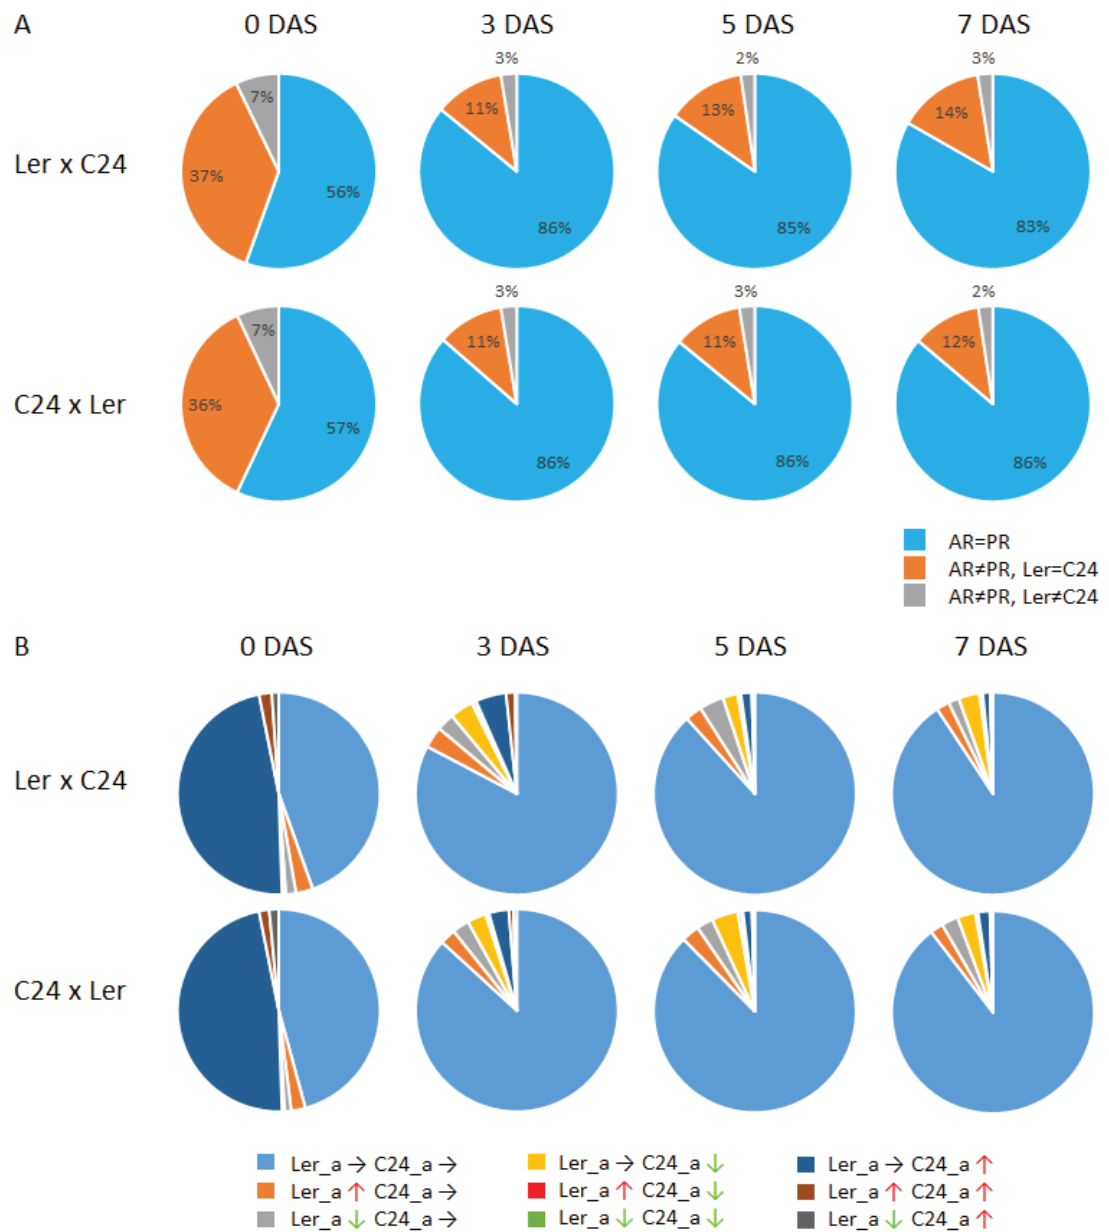 A 0 DAS 3 DAS 5 DAS 7 DAS
3% 2% 3%
7% 11% 13% 14%
Ler x C24
37% 56% 86% 85% 83%
3% 3% 2%
7% 11% 11% 12%
C24 x Ler
36% 57% 86% 86% 86%
AR=PR
AR≠PR, Ler=C24
AR≠PR, Ler≠C24
B 0 DAS 3 DAS 5 DAS 7 DAS
Ler x C24
C24 x Ler
Ler_a → C24_a → Ler_a → C24_a ↓ Ler_a → C24_a ↑
Ler_a ↑ C24_a → Ler_a ↑ C24_a ↓ Ler_a ↑ C24_a ↑
Ler_a ↓ C24_a → Ler_a ↓ C24_a ↓ Ler_a ↓ C24_a ↑